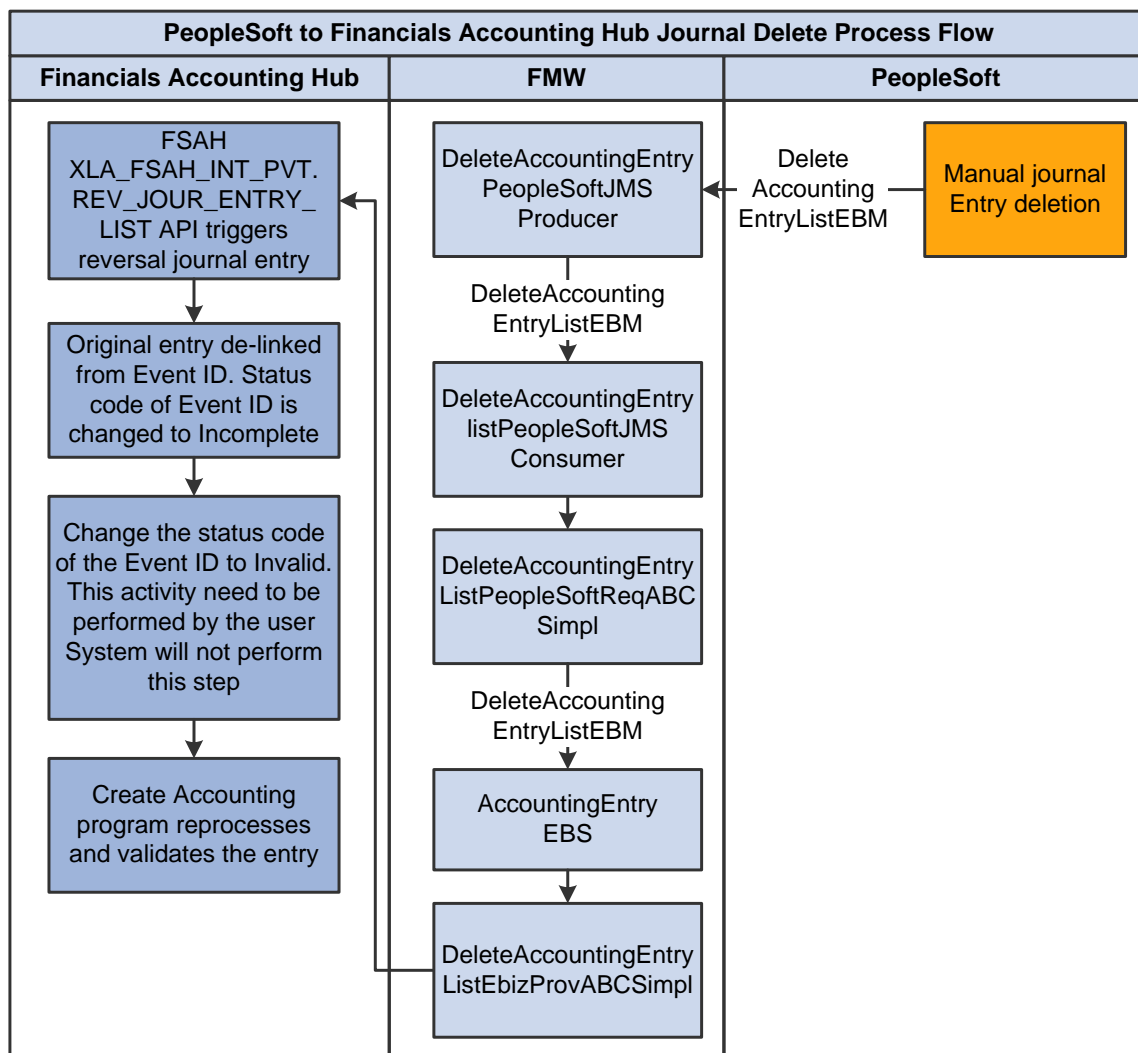 PeopleSoft to Financials Accounting Hub Journal Delete Process Flow
Financials Accounting Hub
FMW
PeopleSoft
FSAH
XLA_FSAH_INT_PVT.
REV_JOUR_ENTRY_
LIST API triggers
reversal journal entry
Original entry de-linked
from Event ID. Status
code of Event ID is
changed to Incomplete
Change the status code
of the Event ID to Invalid.
This activity need to be
performed by the user
System will not perform
this step
Create Accounting
program reprocesses
and validates the entry
DeleteAccountingEntry
PeopleSoftJMS
Producer
DeleteAccounting
EntryListEBM
DeleteAccountingEntry
listPeopleSoftJMS
Consumer
DeleteAccountingEntry
ListPeopleSoftReqABC
Simpl
DeleteAccounting
EntryListEBM
AccountingEntry
EBS
DeleteAccountingEntry
ListEbizProvABCSimpl
Delete
Accounting
EntryListEBM
Manual journal
Entry deletion